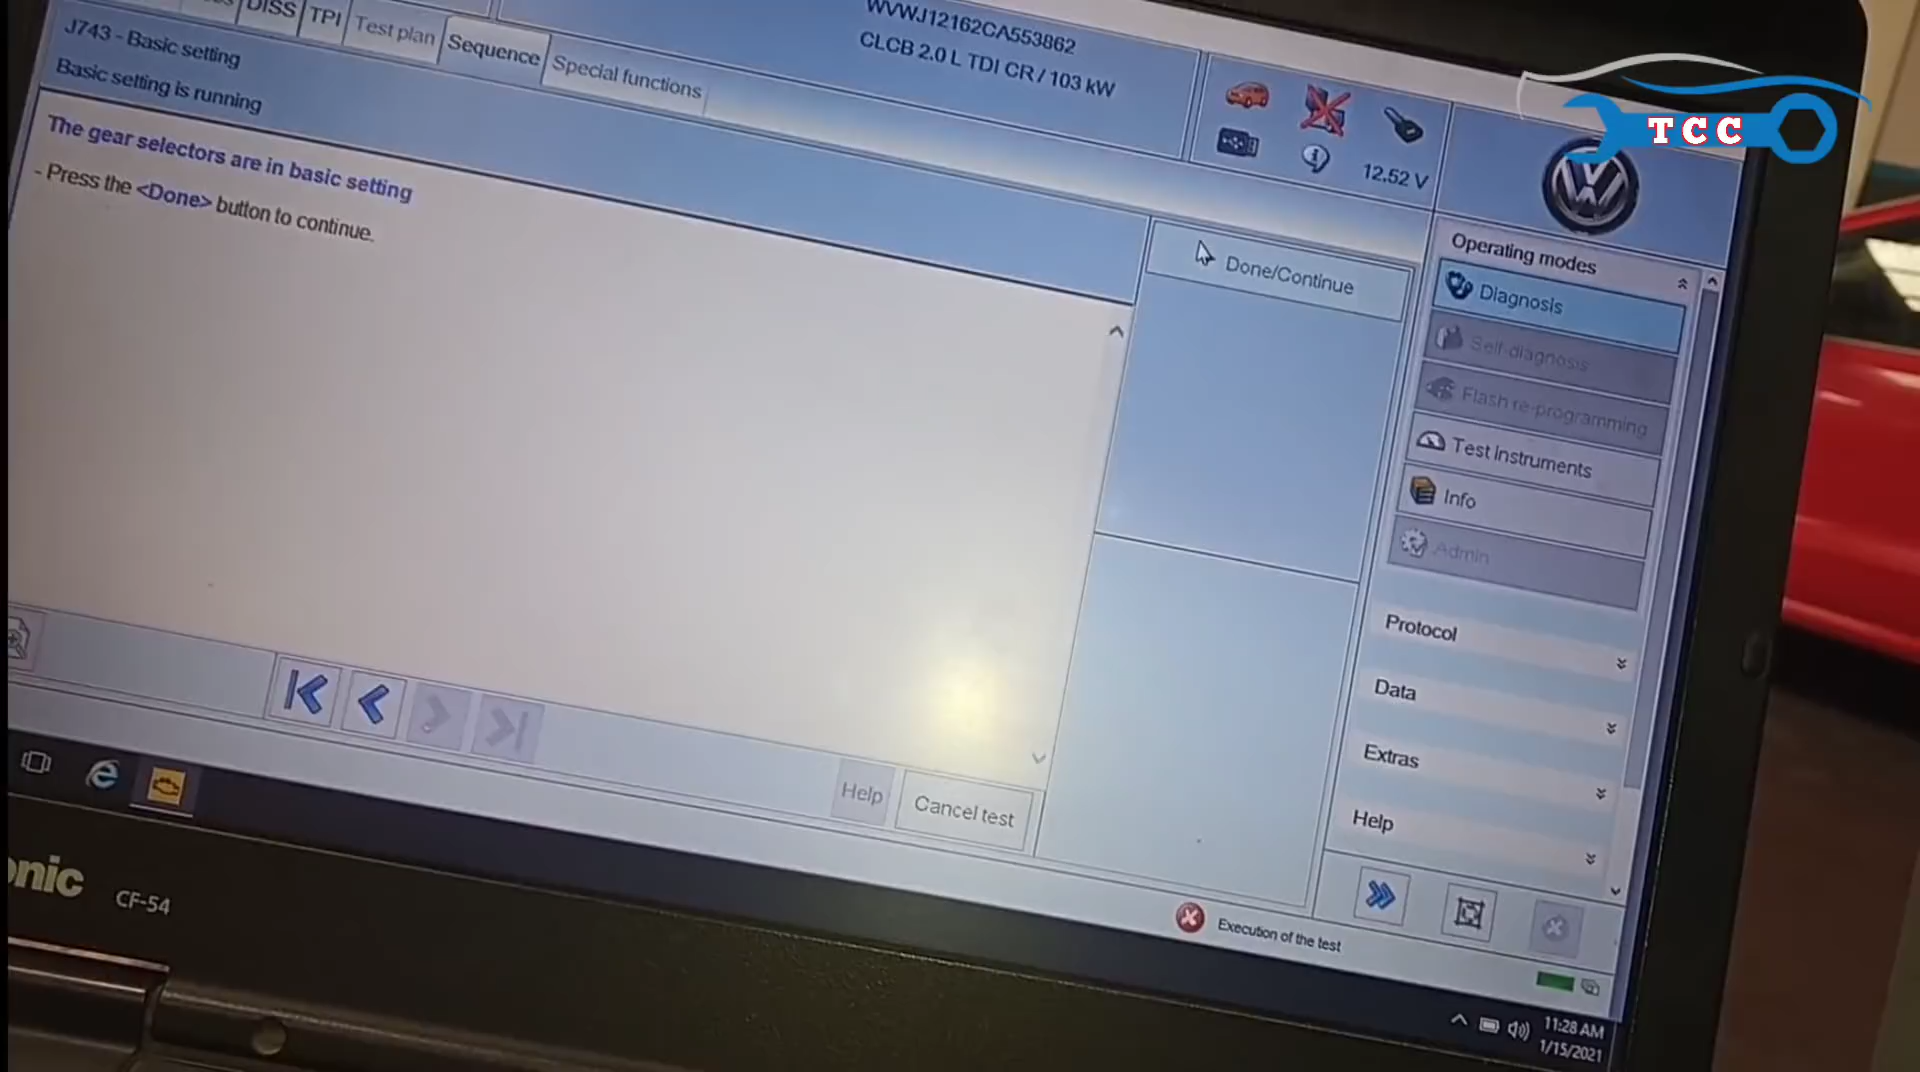 DISS
TPI
Test plan
Sequence
Special functions
WVWJ12162CA553862
CLCB 2.0 L TDI CR / 103 kW
J743 - Basic setting
Basic setting is running
The gear selectors are in basic setting
- Press the <Done> button to continue.
12.52 V
TCC
Done/Continue
Operating modes
Diagnosis
Self-diagnosis
Flash re-programming
Test Instruments
Info
Admin
Protocol
Data
Extras
Help
Help
Cancel test
Execution of the test
11:28 AM
1/15/2021
onic
CF-54